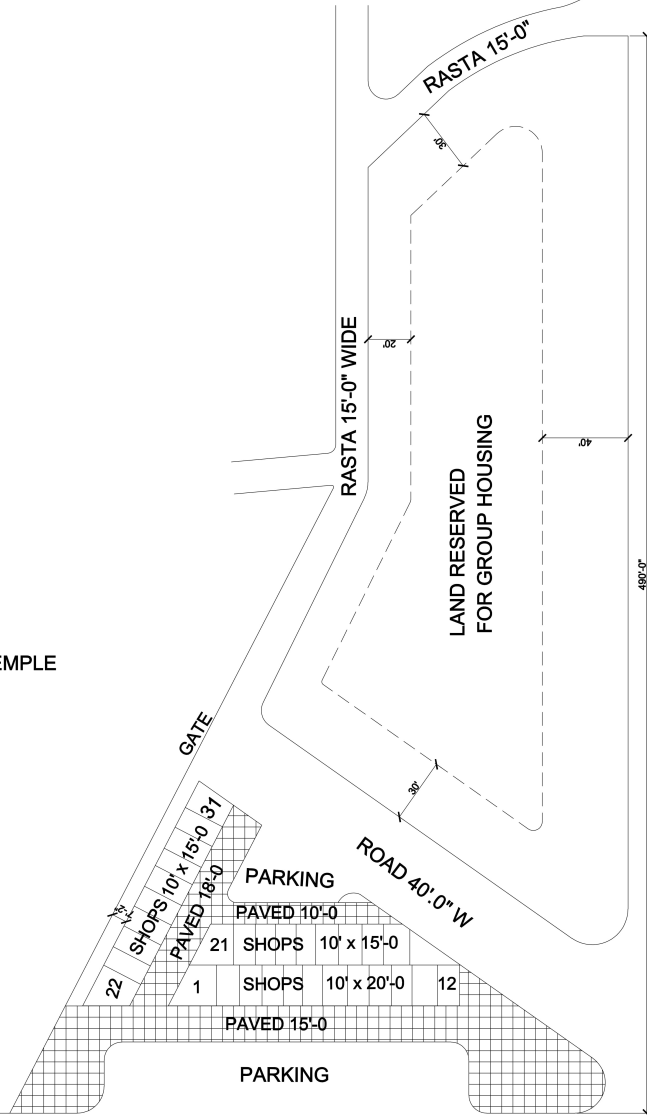 RASTA 15'-0"
30'
20'
RASTA 15'-0" WIDE
40'
LAND RESERVED
FOR GROUP HOUSING
490'-0"
EMPLE
GATE
30'
31
SHOPS 10' x 15'-0
PAVED 18'-0
7'-2"
22
ROAD 40'.0" W
PARKING
PAVED 10'-0
21 SHOPS 10' x 15'-0
1 SHOPS 10' x 20'-0 12
PAVED 15'-0
PARKING